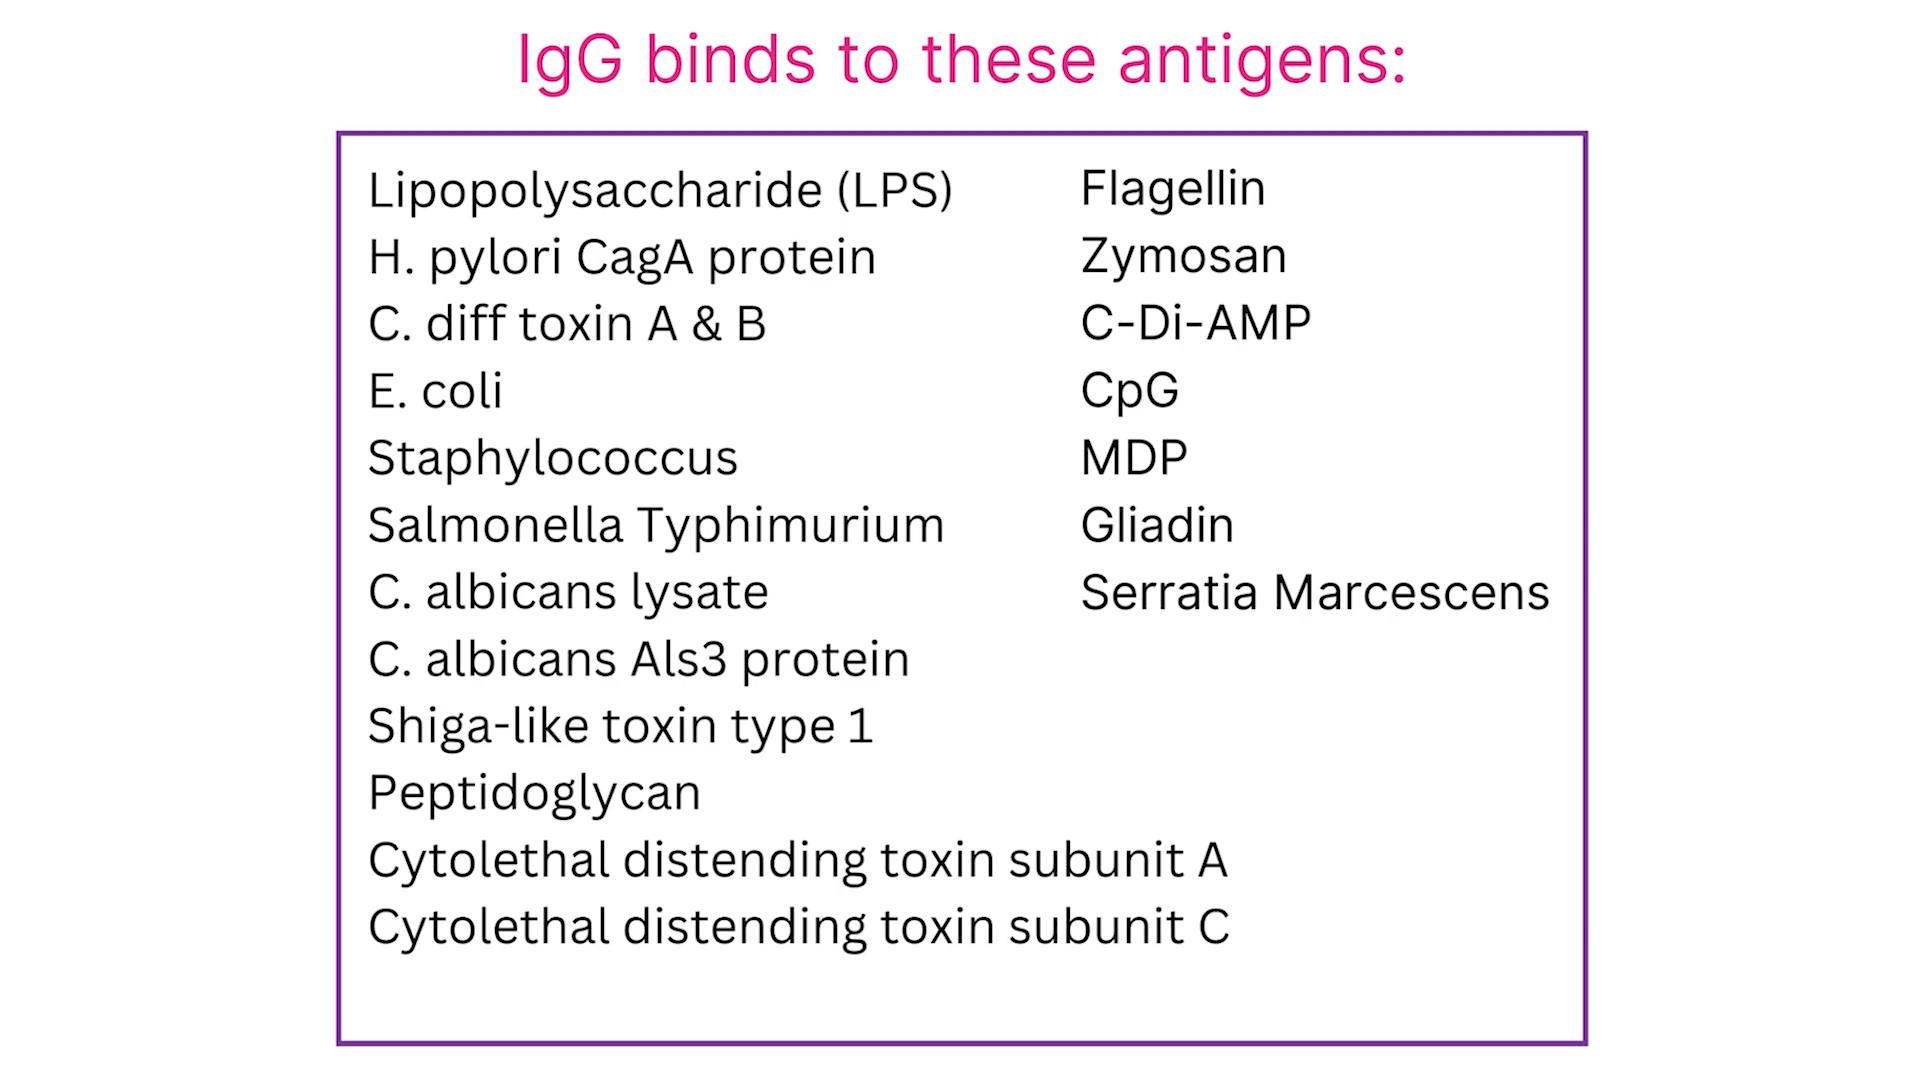 IgG binds to these antigens:
Lipopolysaccharide (LPS)
H. pylori CagA protein
C. diff toxin A & B
E. coli
Staphylococcus
Salmonella Typhimurium
C. albicans lysate
C. albicans Als3 protein
Shiga-like toxin type 1
Peptidoglycan
Cytolethal distending toxin subunit A
Cytolethal distending toxin subunit C
Flagellin
Zymosan
C-Di-AMP
CpG
MDP
Gliadin
Serratia Marcescens